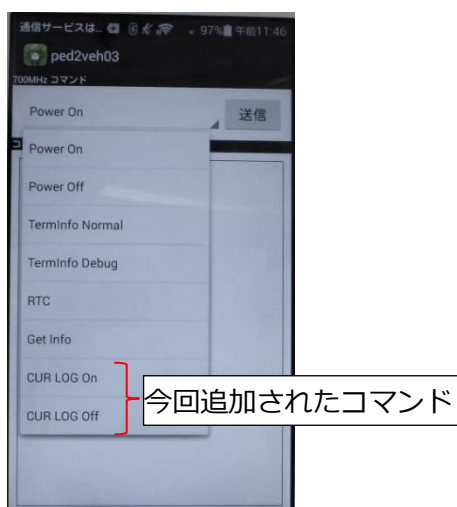 通信サービスは… 97% 午前11:46
ped2veh03
700MHz コマンド
Power On 送信
コ
Power On
Power Off
TermInfo Normal
TermInfo Debug
RTC
Get Info
CUR LOG On
CUR LOG Off
今回追加されたコマンド